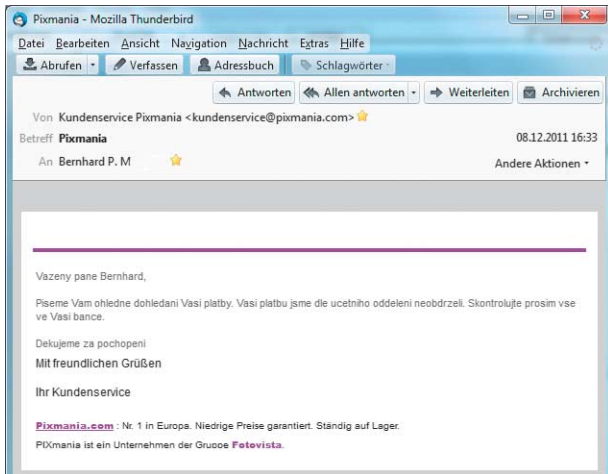 Pixmania - Mozilla Thunderbird
Datei Bearbeiten Ansicht Navigation Nachricht Extras Hilfe
Abrufen Verfassen Adressbuch Schlagwörter
Antworten Allen antworten Weiterleiten Archivieren
Von Kundenservice Pixmania <kundenservice@pixmania.com>
Betreff Pixmania 08.12.2011 16:33
An Bernhard P. M Andere Aktionen
Vazeny pane Bernhard,
Piseme Vam ohledne dohledani Vasi platby. Vasi platbu jsme dle ucetniho oddeleni neobdrzeli. Skontrolujte prosim vse
ve Vasi bance.
Dekujeme za pochopeni
Mit freundlichen Grüßen
Ihr Kundenservice
Pixmania.com : Nr. 1 in Europa. Niedrige Preise garantiert. Ständig auf Lager.
PIXmania ist ein Unternehmen der Gruppe Fotovista.